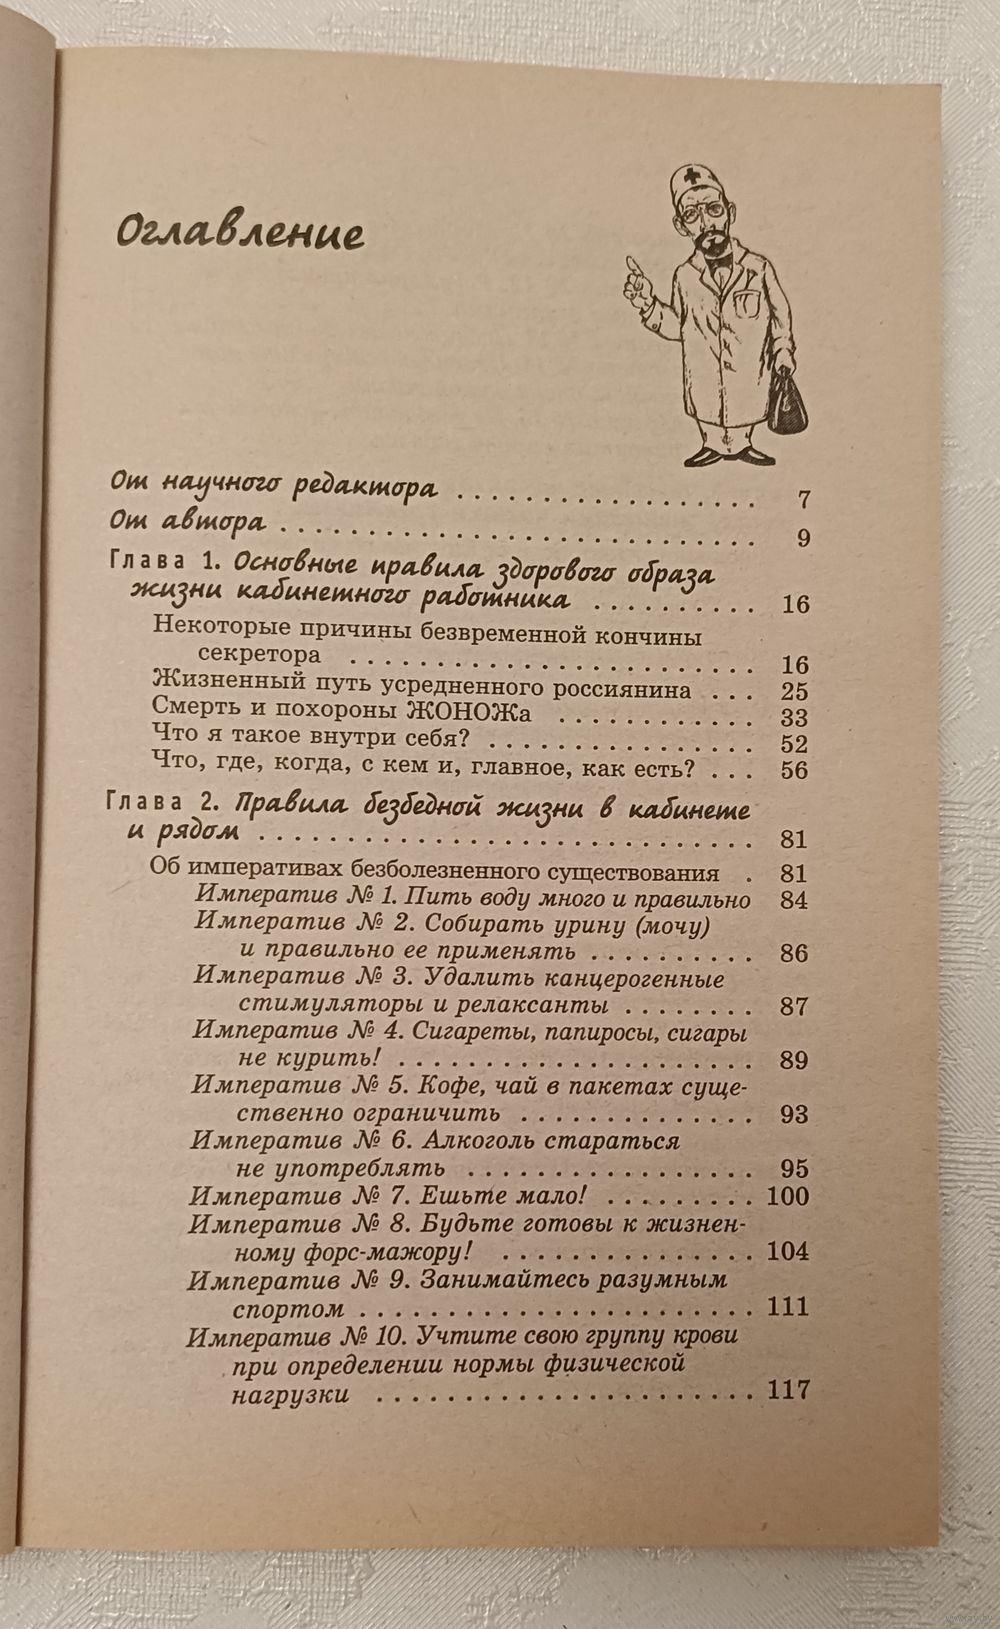 Оглавление
От научного редактора . . . . . . . . . . . . . . . . . . 7
От автора . . . . . . . . . . . . . . . . . . . . . . . . . . . . 9
Глава 1. Основные правила здорового образа
жизни кабинетного работника . . . . . . . . . . 16
Некоторые причины безвременной кончины
секретора . . . . . . . . . . . . . . . . . . . . . . . . 16
Жизненный путь усредненного россиянина . . . 25
Смерть и похороны ЖОНОЖа . . . . . . . . . . . . 33
Что я такое внутри себя? . . . . . . . . . . . . . . . . 52
Что, где, когда, с кем и, главное, как есть? . . . 56
Глава 2. Правила безбедной жизни в кабинете
и рядом . . . . . . . . . . . . . . . . . . . . . . . . . . . . 81
Об императивах безболезненного существования . 81
Императив № 1. Пить воду много и правильно 84
Императив № 2. Собирать урину (мочу)
и правильно ее применять . . . . . . . . . . 86
Императив № 3. Удалить канцерогенные
стимуляторы и релаксанты . . . . . . . . 87
Императив № 4. Сигареты, папиросы, сигары
не курить! . . . . . . . . . . . . . . . . . . . . . 89
Императив № 5. Кофе, чай в пакетах суще-
ственно ограничить . . . . . . . . . . . . . . 93
Императив № 6. Алкоголь стараться
не употреблять . . . . . . . . . . . . . . . . . 95
Императив № 7. Ешьте мало! . . . . . . . . . 100
Императив № 8. Будьте готовы к жизнен-
ному форс-мажору! . . . . . . . . . . . . . . . 104
Императив № 9. Занимайтесь разумным
спортом . . . . . . . . . . . . . . . . . . . . . . . 111
Императив № 10. Учтите свою группу крови
при определении нормы физической
нагрузки . . . . . . . . . . . . . . . . . . . . . . 117